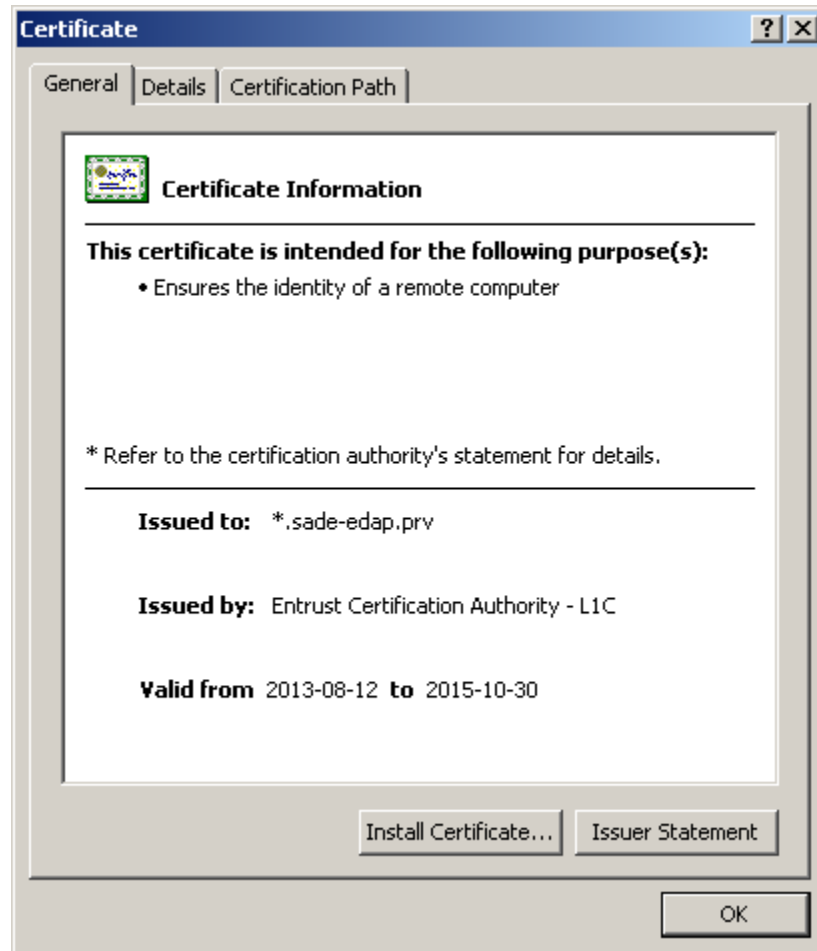 Certificate
General Details Certification Path
Certificate Information
This certificate is intended for the following purpose(s):
• Ensures the identity of a remote computer
* Refer to the certification authority's statement for details.
Issued to: *.sade-edap.prv
Issued by: Entrust Certification Authority - L1C
Valid from 2013-08-12 to 2015-10-30
Install Certificate... Issuer Statement
OK